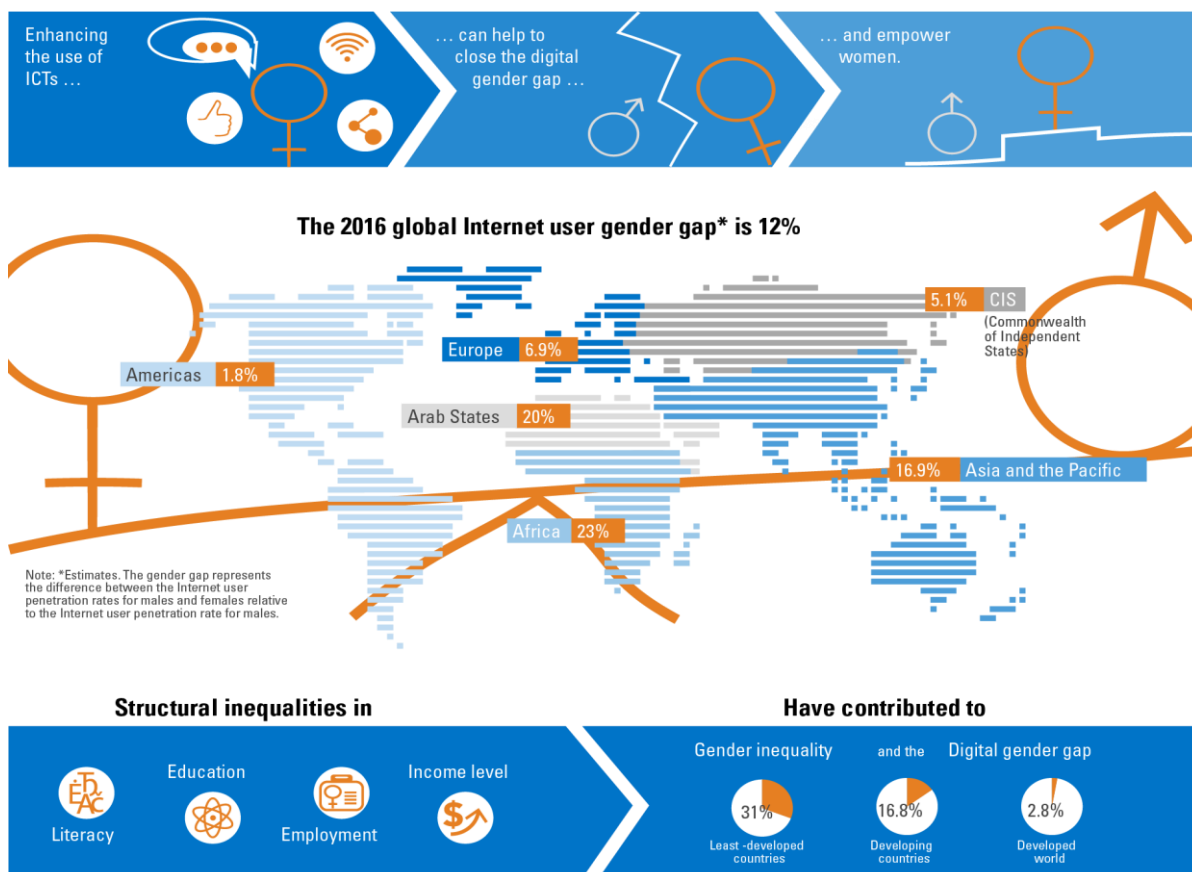 Enhancing
the use of
ICTs ...
... can help to
close the digital
gender gap ...
... and empower
women.
The 2016 global Internet user gender gap* is 12%
5.1% CIS
(Commonwealth
of Independent
States)
Europe 6.9%
Americas 1.8%
Arab States 20%
16.9% Asia and the Pacific
Africa 23%
Note: *Estimates. The gender gap represents
the difference between the Internet user
penetration rates for males and females relative
to the Internet user penetration rate for males.
Structural inequalities in
Literacy
Education
Employment
Income level
$
Have contributed to
Gender inequality and the Digital gender gap
31%
Least -developed
countries
16.8%
Developing
countries
2.8%
Developed
world